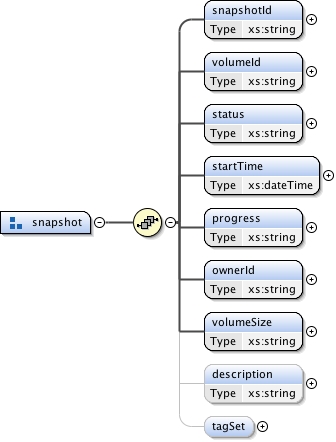 snapshotId
Type xs:string
volumeId
Type xs:string
status
Type xs:string
startTime
Type xs:dateTime
snapshot
progress
Type xs:string
ownerId
Type xs:string
volumeSize
Type xs:string
description
Type xs:string
tagSet